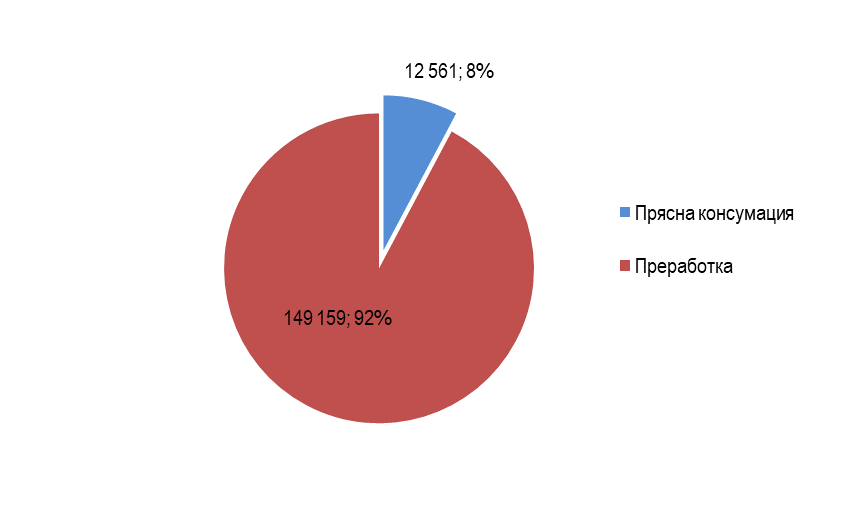 12 561; 8%
Прясна консумация
Преработка
149 159; 92%